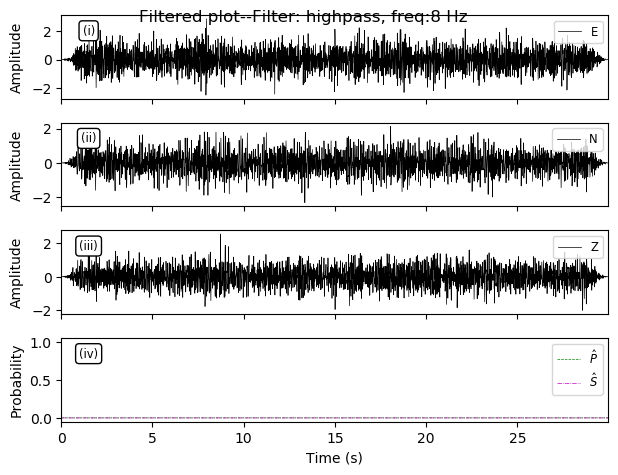 Filtered plot--Filter: highpass, freq:8 Hz
(i)
E
Amplitude
2
0
−2
(ii)
N
Amplitude
2
0
−2
(iii)
Z
Amplitude
2
0
−2
(iv)
P̂
Ŝ
Probability
1.0
0.5
0.0
0 5 10 15 20 25
Time (s)